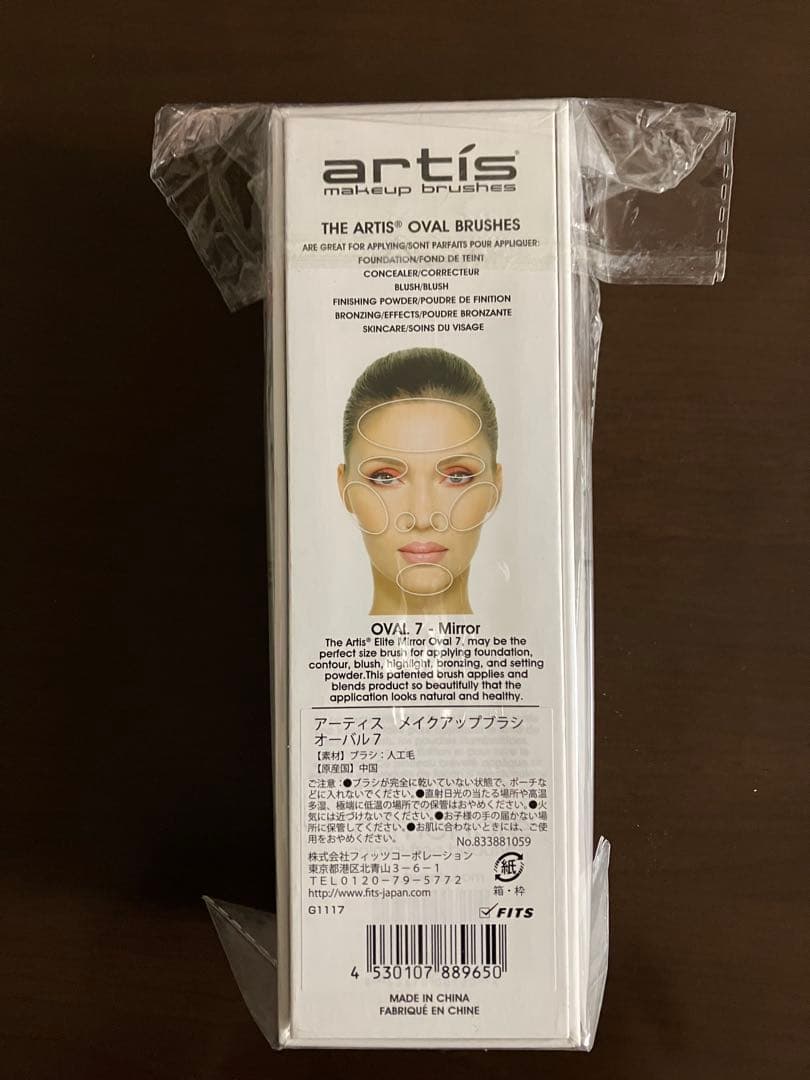 artis®
makeup brushes
THE ARTIS® OVAL BRUSHES
ARE GREAT FOR APPLYING/SONT PARFAITS POUR APPLIQUER:
FOUNDATION/FOND DE TEINT
CONCEALER/CORRECTEUR
BLUSH/BLUSH
FINISHING POWDER/POUDRE DE FINITION
BRONZING/EFFECTS/POUDRE BRONZANTE
SKINCARE/SOINS DU VISAGE
OVAL 7 - Mirror
The Artis® Elite Mirror Oval 7, may be the
perfect size brush for applying foundation,
contour, blush, highlight, bronzing, and setting
powder.This patented brush applies and
blends product so beautifully that the
application looks natural and healthy.
アーティス メイクアップブラシ
オーバル7
【素材】ブラシ:人工毛
【原産国】中国
ご注意:●ブラシが完全に乾いていない状態で、ポーチな
どに入れないでください。●直射日光の当たる場所や高温
多湿、極端に低温の場所での保管はおやめください。●火
気には近づけないでください。●お子様の手の届かない場
所に保管してください。●お肌に合わないときには、ご使
用をおやめください。
No.833881059
株式会社フィッツコーポレーション
東京都港区北青山3-6-1
TEL0120-79-5772
http://www.fits-japan.com
紙
箱・枠
G1117
FITS
4 530107 889650
MADE IN CHINA
FABRIQUÉ EN CHINE